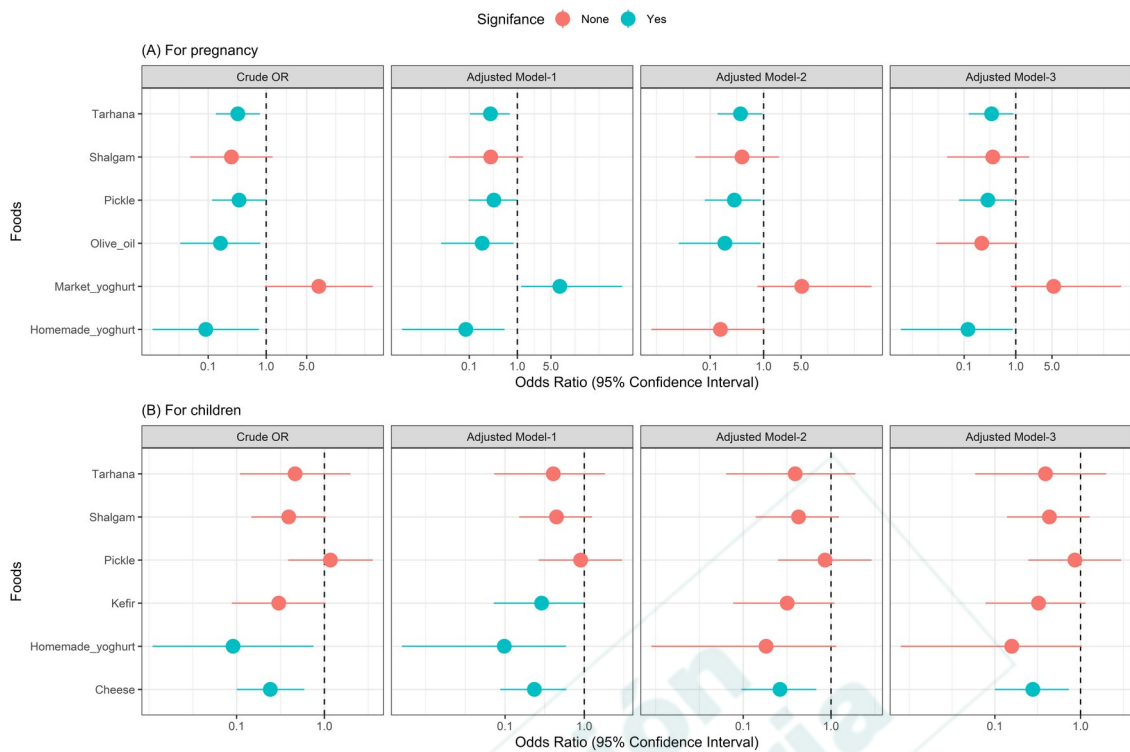 Signifance None Yes
(A) For pregnancy
Crude OR Adjusted Model-1 Adjusted Model-2 Adjusted Model-3
Foods
Tarhana
Shalgam
Pickle
Olive_oil
Market_yoghurt
Homemade_yoghurt
0.1 1.0 5.0 0.1 1.0 5.0 0.1 1.0 5.0 0.1 1.0 5.0
Odds Ratio (95% Confidence Interval)
(B) For children
Crude OR Adjusted Model-1 Adjusted Model-2 Adjusted Model-3
Foods
Tarhana
Shalgam
Pickle
Kefir
Homemade_yoghurt
Cheese
0.1 1.0 0.1 1.0 0.1 1.0 0.1 1.0
Odds Ratio (95% Confidence Interval)